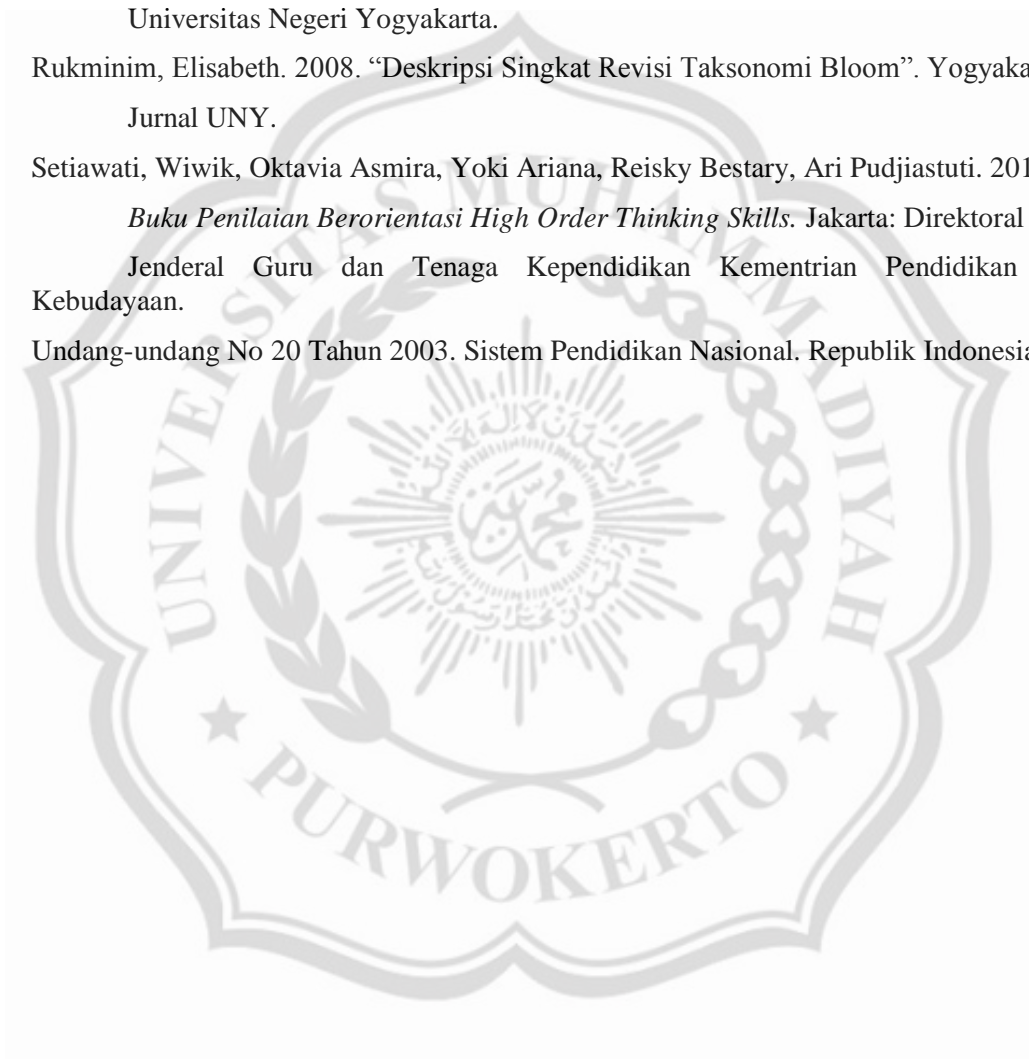 Universitas Negeri Yogyakarta.
Rukminim, Elisabeth. 2008. “Deskripsi Singkat Revisi Taksonomi Bloom”. Yogyaka
Jurnal UNY.
Setiawati, Wiwik, Oktavia Asmira, Yoki Ariana, Reisky Bestary, Ari Pudjiastuti. 201
Buku Penilaian Berorientasi High Order Thinking Skills. Jakarta: Direktoral
Jenderal Guru dan Tenaga Kependidikan Kementrian Pendidikan
Kebudayaan.
Undang-undang No 20 Tahun 2003. Sistem Pendidikan Nasional. Republik Indonesia
UNIVERSITAS MUHAMMADIYAH
PURWOKERTO